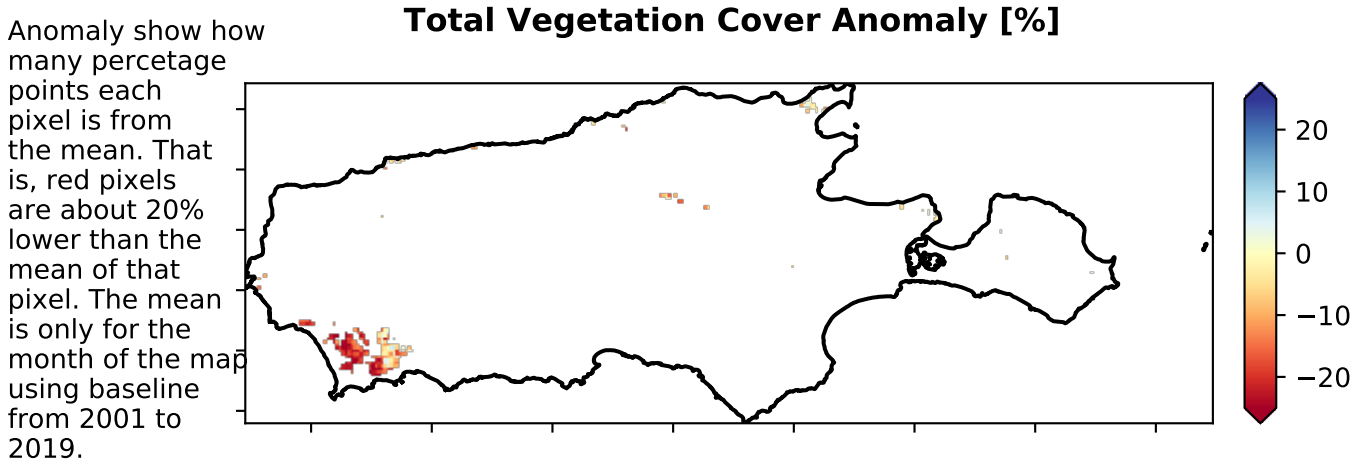 Total Vegetation Cover Anomaly [%]
Anomaly show how
many percetage
points each
pixel is from
the mean. That
is, red pixels
are about 20%
lower than the
mean of that
pixel. The mean
is only for the
month of the map
using baseline
from 2001 to
2019.
20
10
0
−10
−20